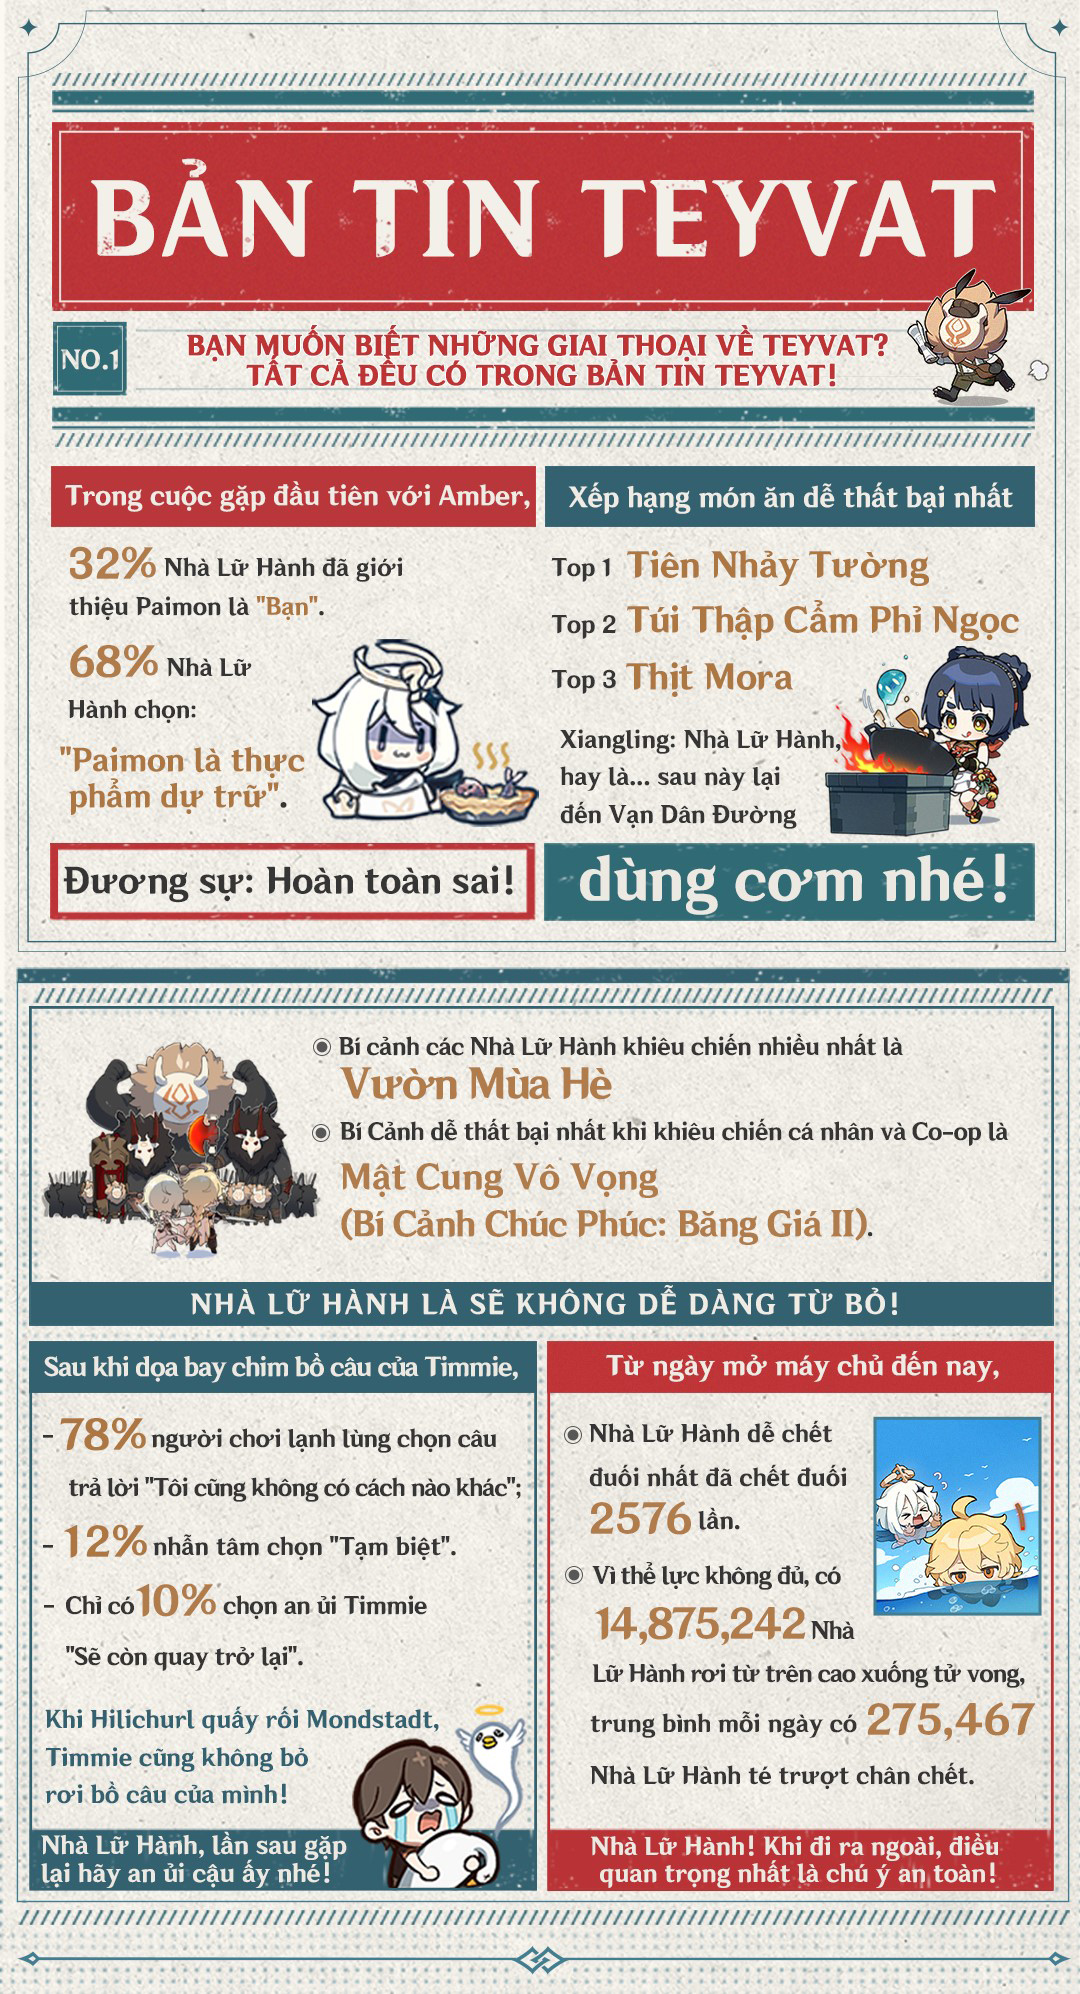 BẢN TIN TEYVAT
NO.1
BẠN MUỐN BIẾT NHỮNG GIAI THOẠI VỀ TEYVAT?
TẤT CẢ ĐỀU CÓ TRONG BẢN TIN TEYVAT!
Trong cuộc gặp đầu tiên với Amber,
32% Nhà Lữ Hành đã giới
thiệu Paimon là "Bạn".
68% Nhà Lữ
Hành chọn:
"Paimon là thực
phẩm dự trữ".
Đương sự: Hoàn toàn sai!
Xếp hạng món ăn dễ thất bại nhất
Top 1 Tiên Nhảy Tường
Top 2 Túi Thập Cẩm Phỉ Ngọc
Top 3 Thịt Mora
Xiangling: Nhà Lữ Hành,
hay là... sau này lại
đến Vạn Dân Đường
dùng cơm nhé!
Bí cảnh các Nhà Lữ Hành khiêu chiến nhiều nhất là
Vườn Mùa Hè
Bí Cảnh dễ thất bại nhất khi khiêu chiến cá nhân và Co-op là
Mật Cung Vô Vọng
(Bí Cảnh Chúc Phúc: Băng Giá II).
NHÀ LỮ HÀNH LÀ SẼ KHÔNG DỄ DÀNG TỪ BỎ!
Sau khi dọa bay chim bồ câu của Timmie,
- 78% người chơi lạnh lùng chọn câu
trả lời "Tôi cũng không có cách nào khác";
- 12% nhẫn tâm chọn "Tạm biệt".
- Chỉ có 10% chọn an ủi Timmie
"Sẽ còn quay trở lại".
Khi Hilichurl quấy rối Mondstadt,
Timmie cũng không bỏ
rơi bồ câu của mình!
Nhà Lữ Hành, lần sau gặp
lại hãy an ủi cậu ấy nhé!
Từ ngày mở máy chủ đến nay,
Nhà Lữ Hành dễ chết
đuối nhất đã chết đuối
2576 lần.
Vì thể lực không đủ, có
14,875,242 Nhà
Lữ Hành rơi từ trên cao xuống tử vong,
trung bình mỗi ngày có 275,467
Nhà Lữ Hành té trượt chân chết.
Nhà Lữ Hành! Khi đi ra ngoài, điều
quan trọng nhất là chú ý an toàn!